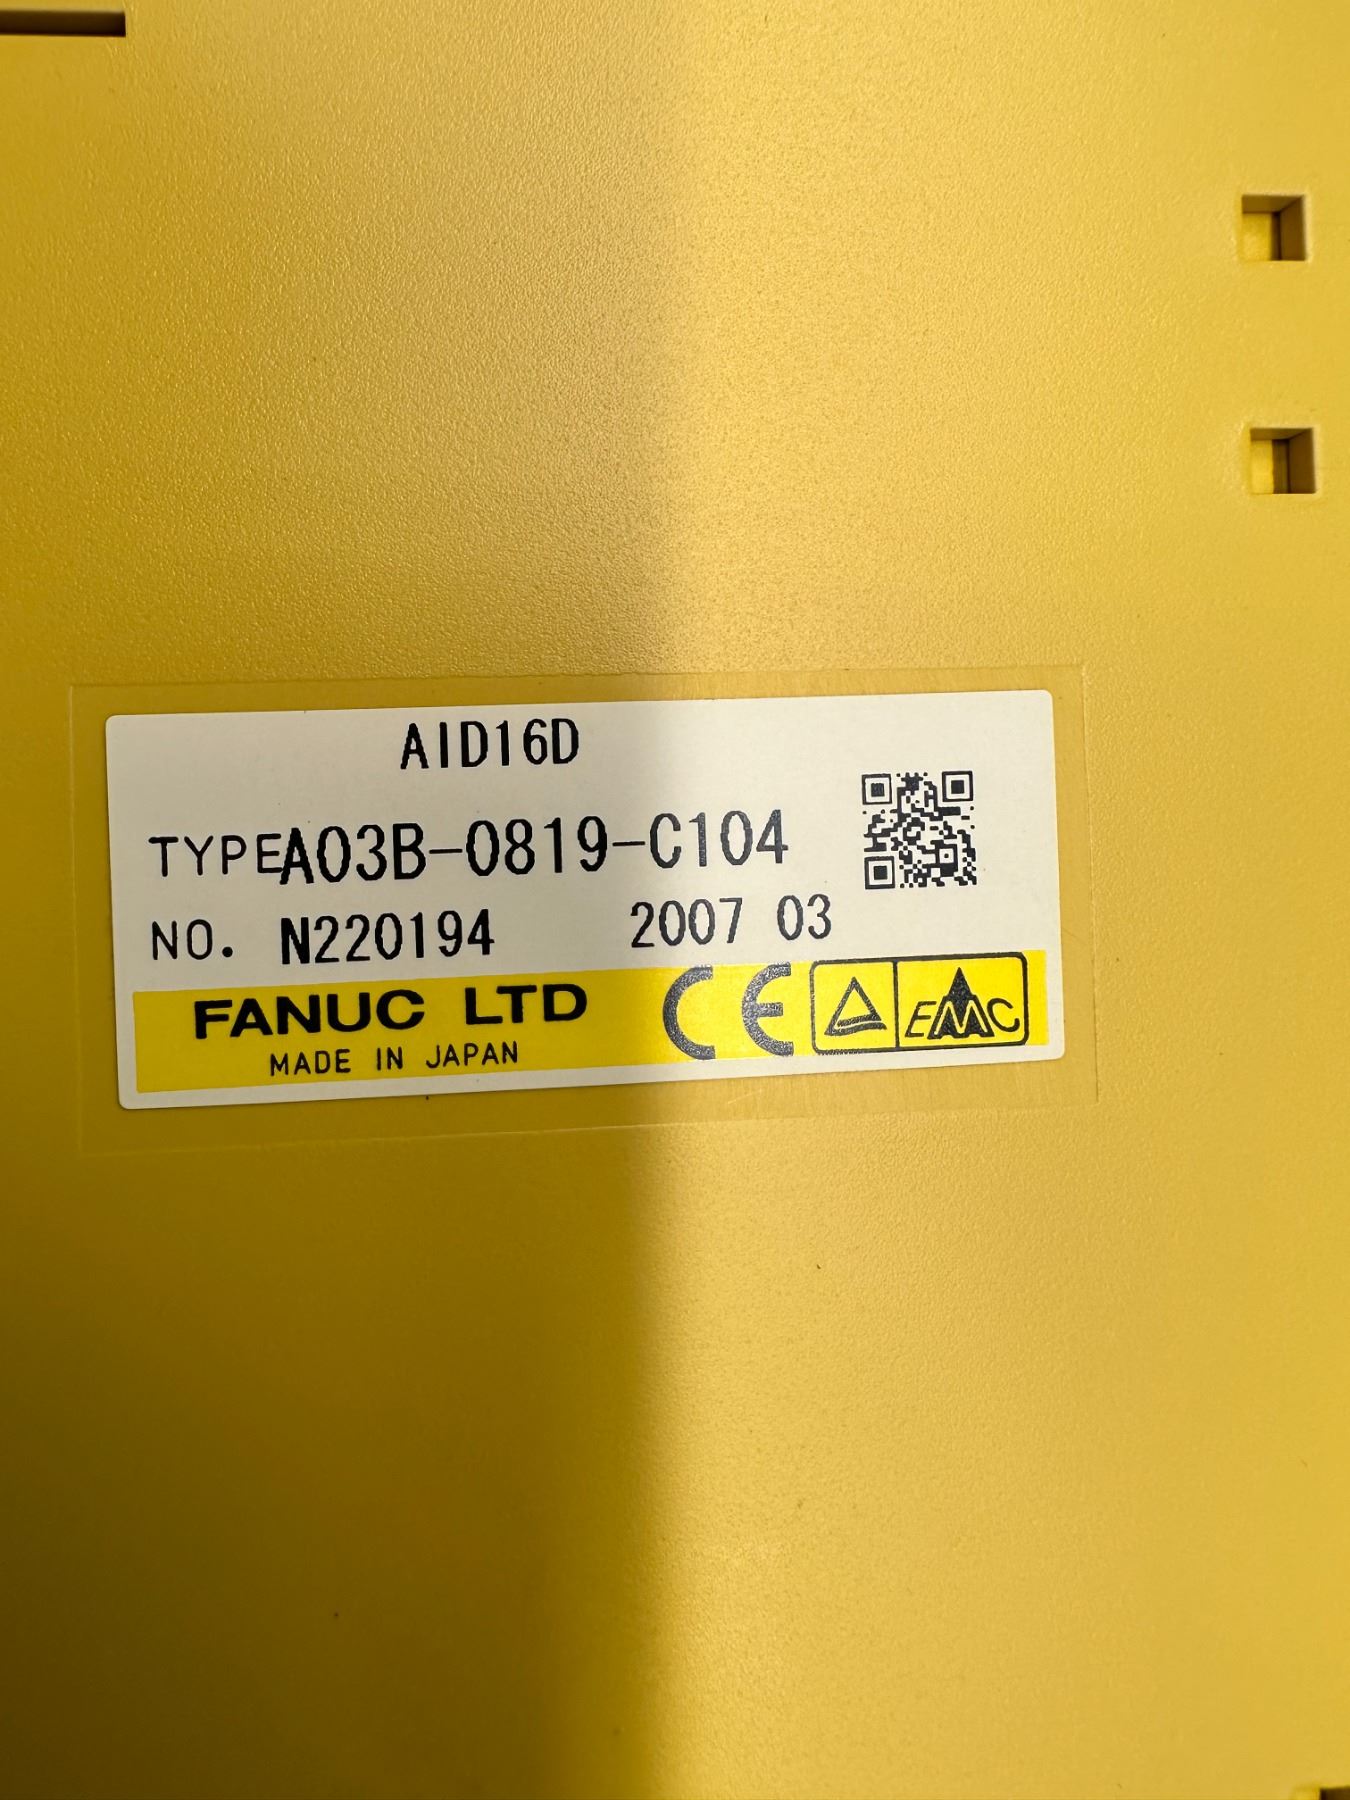 AID16D
TYPE A03B-0819-C104
NO. N220194 2007 03
FANUC LTD
MADE IN JAPAN
CE EMC